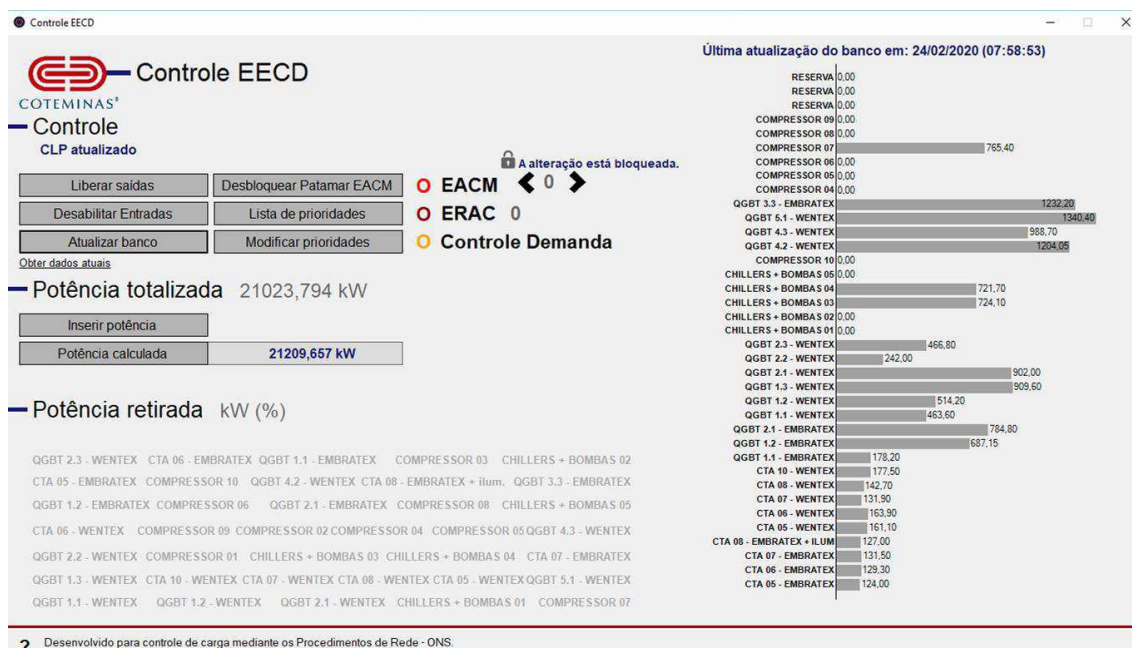 Controle EECD
Controle EECD
COTEMINAS
Controle
CLP atualizado
A alteração está bloqueada.
Liberar saídas
Desbloquear Patamar EACM
EACM 0
Desabilitar Entradas
Lista de prioridades
ERAC 0
Atualizar banco
Modificar prioridades
Controle Demanda
Obter dados atuais
Potência totalizada 21023,794 kW
Inserir potência
Potência calculada 21209,657 kW
Potência retirada kW (%)
QGBT 2.3 - WENTEX CTA 06 - EMBRATEX QGBT 1.1 - EMBRATEX COMPRESSOR 03 CHILLERS + BOMBAS 02
CTA 05 - EMBRATEX COMPRESSOR 10 QGBT 4.2 - WENTEX CTA 08 - EMBRATEX + ilum. QGBT 3.3 - EMBRATEX
QGBT 1.2 - EMBRATEX COMPRESSOR 06 QGBT 2.1 - EMBRATEX COMPRESSOR 08 CHILLERS + BOMBAS 05
CTA 06 - WENTEX COMPRESSOR 09 COMPRESSOR 02 COMPRESSOR 04 COMPRESSOR 05 QGBT 4.3 - WENTEX
QGBT 2.2 - WENTEX COMPRESSOR 01 CHILLERS + BOMBAS 03 CHILLERS + BOMBAS 04 CTA 07 - EMBRATEX
QGBT 1.3 - WENTEX CTA 10 - WENTEX CTA 07 - WENTEX CTA 08 - WENTEX CTA 05 - WENTEX QGBT 5.1 - WENTEX
QGBT 1.1 - WENTEX QGBT 1.2 - WENTEX QGBT 2.1 - WENTEX CHILLERS + BOMBAS 01 COMPRESSOR 07
Última atualização do banco em: 24/02/2020 (07:58:53)
RESERVA 0,00
RESERVA 0,00
RESERVA 0,00
COMPRESSOR 09 0,00
COMPRESSOR 08 0,00
COMPRESSOR 07 765,40
COMPRESSOR 06 0,00
COMPRESSOR 05 0,00
COMPRESSOR 04 0,00
QGBT 3.3 - EMBRATEX 1232,20
QGBT 5.1 - WENTEX 1340,40
QGBT 4.3 - WENTEX 988,70
QGBT 4.2 - WENTEX 1204,05
COMPRESSOR 10 0,00
CHILLERS + BOMBAS 05 0,00
CHILLERS + BOMBAS 04 721,70
CHILLERS + BOMBAS 03 724,10
CHILLERS + BOMBAS 02 0,00
CHILLERS + BOMBAS 01 0,00
QGBT 2.3 - WENTEX 466,80
QGBT 2.2 - WENTEX 242,00
QGBT 2.1 - WENTEX 902,00
QGBT 1.3 - WENTEX 909,60
QGBT 1.2 - WENTEX 514,20
QGBT 1.1 - WENTEX 463,60
QGBT 2.1 - EMBRATEX 784,80
QGBT 1.2 - EMBRATEX 687,15
QGBT 1.1 - EMBRATEX 178,20
CTA 10 - WENTEX 177,50
CTA 08 - WENTEX 142,70
CTA 07 - WENTEX 131,90
CTA 06 - WENTEX 163,90
CTA 05 - WENTEX 161,10
CTA 08 - EMBRATEX + ILUM 127,00
CTA 07 - EMBRATEX 131,50
CTA 06 - EMBRATEX 129,30
CTA 05 - EMBRATEX 124,00
? Desenvolvido para controle de carga mediante os Procedimentos de Rede - ONS.